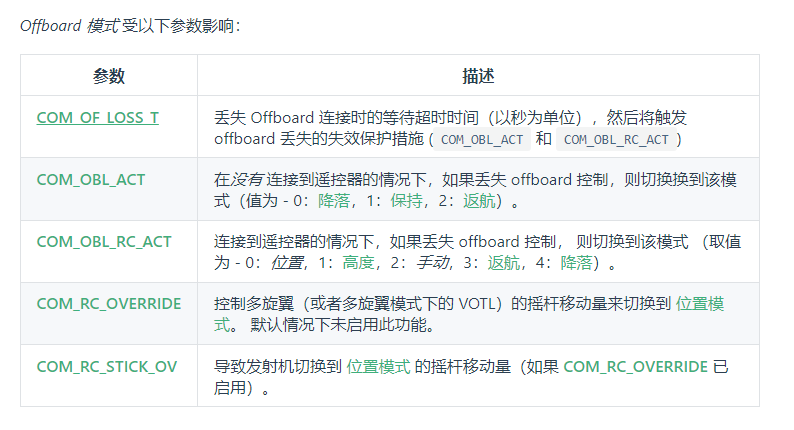 Offboard 模式 受以下参数影响：
参数 描述
COM_OF_LOSS_T 丢失 Offboard 连接时的等待超时时间（以秒为单位），然后将触发
offboard 丢失的失效保护措施 ( COM_OBL_ACT 和 COM_OBL_RC_ACT )
COM_OBL_ACT 在没有 连接到遥控器的情况下，如果丢失 offboard 控制，则切换换到该模
式（值为 - 0：降落，1：保持，2：返航）。
COM_OBL_RC_ACT 连接到遥控器的情况下，如果丢失 offboard 控制， 则切换到该模式 （取值
为 - 0：位置，1：高度，2：手动，3：返航，4：降落）。
COM_RC_OVERRIDE 控制多旋翼（或者多旋翼模式下的 VOTL）的摇杆移动量来切换到 位置模
式。 默认情况下未启用此功能。
COM_RC_STICK_OV 导致发射机切换到 位置模式 的摇杆移动量（如果 COM_RC_OVERRIDE 已
启用）。